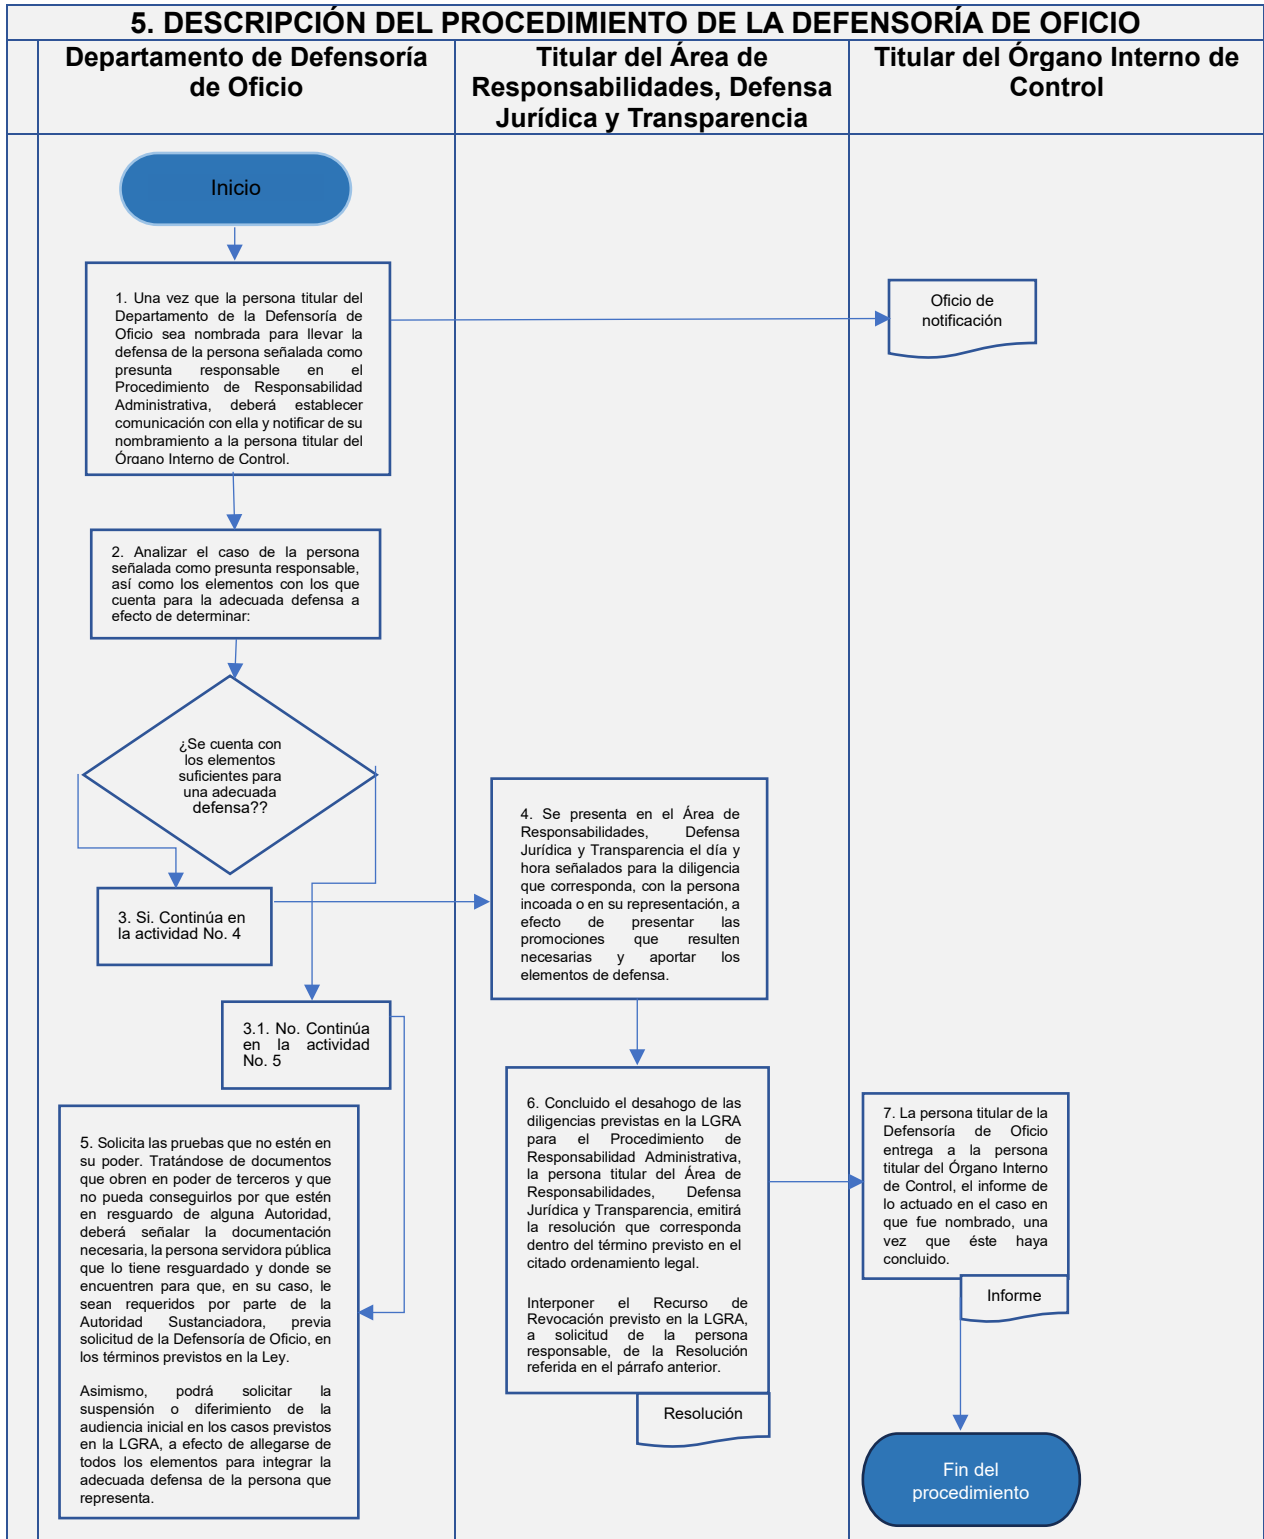 5. DESCRIPCIÓN DEL PROCEDIMIENTO DE LA DEFENSORÍA DE OFICIO
Departamento de Defensoría
de Oficio
Titular del Área de
Responsabilidades, Defensa
Jurídica y Transparencia
Titular del Órgano Interno de
Control
Inicio
1. Una vez que la persona titular del
Departamento de la Defensoría de
Oficio sea nombrada para llevar la
defensa de la persona señalada como
presunta responsable en el
Procedimiento de Responsabilidad
Administrativa, deberá establecer
comunicación con ella y notificar de su
nombramiento a la persona titular del
Órgano Interno de Control.
Oficio de
notificación
2. Analizar el caso de la persona
señalada como presunta responsable,
así como los elementos con los que
cuenta para la adecuada defensa a
efecto de determinar:
¿Se cuenta con
los elementos
suficientes para
una adecuada
defensa??
3. Si. Continúa en
la actividad No. 4
4. Se presenta en el Área de
Responsabilidades, Defensa
Jurídica y Transparencia el día y
hora señalados para la diligencia
que corresponda, con la persona
incoada o en su representación, a
efecto de presentar las
promociones que resulten
necesarias y aportar los
elementos de defensa.
3.1. No. Continúa
en la actividad
No. 5
5. Solicita las pruebas que no estén en
su poder. Tratándose de documentos
que obren en poder de terceros y que
no pueda conseguirlos por que estén
en resguardo de alguna Autoridad,
deberá señalar la documentación
necesaria, la persona servidora pública
que lo tiene resguardado y donde se
encuentren para que, en su caso, le
sean requeridos por parte de la
Autoridad Sustanciadora, previa
solicitud de la Defensoría de Oficio, en
los términos previstos en la Ley.
Asimismo, podrá solicitar la
suspensión o diferimiento de la
audiencia inicial en los casos previstos
en la LGRA, a efecto de allegarse de
todos los elementos para integrar la
adecuada defensa de la persona que
representa.
6. Concluido el desahogo de las
diligencias previstas en la LGRA
para el Procedimiento de
Responsabilidad Administrativa,
la persona titular del Área de
Responsabilidades, Defensa
Jurídica y Transparencia, emitirá
la resolución que corresponda
dentro del término previsto en el
citado ordenamiento legal.
Interponer el Recurso de
Revocación previsto en la LGRA,
a solicitud de la persona
responsable, de la Resolución
referida en el párrafo anterior.
Resolución
7. La persona titular de la
Defensoría de Oficio
entrega a la persona
titular del Órgano Interno
de Control, el informe de
lo actuado en el caso en
que fue nombrado, una
vez que éste haya
concluido.
Informe
Fin del
procedimiento